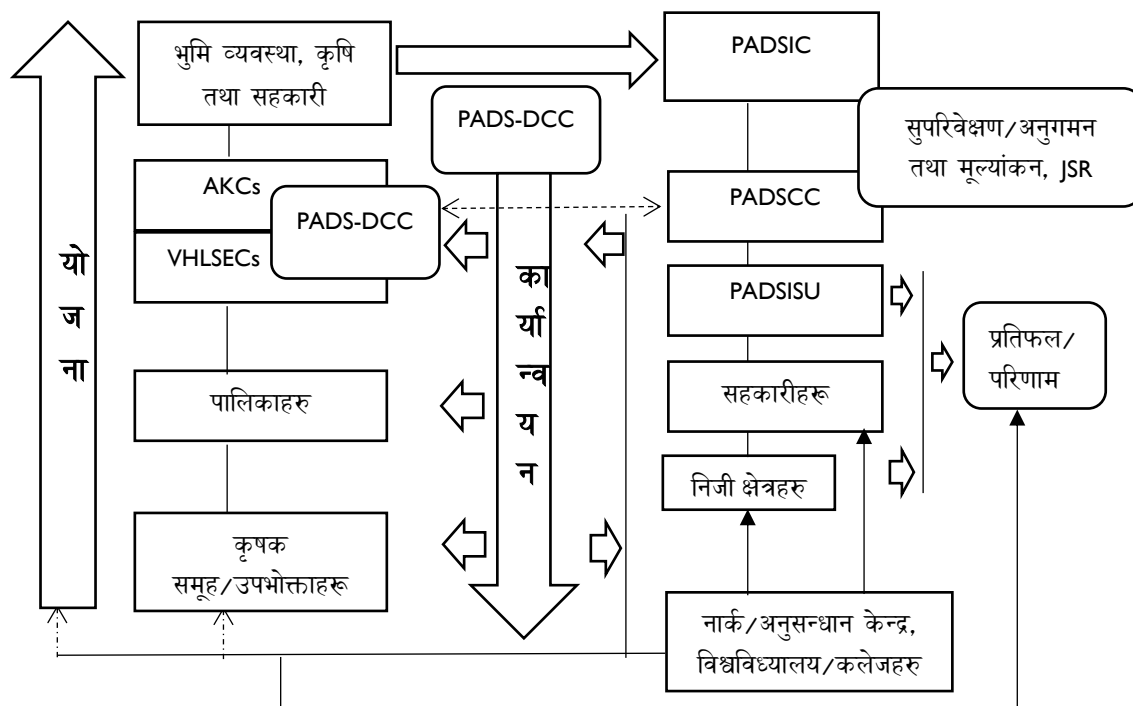 भुमि व्यवस्था, कृषि
तथा सहकारी
PADSIC
PADS-DCC
सुपरिवेक्षण/अनुगमन
तथा मूल्यांकन, JSR
AKCs
PADS-DCC
PADSCC
VHLSECs
यो
ज
ना
का
र्या
न्व
य
न
PADSISU
प्रतिफल/
परिणाम
पालिकाहरु
सहकारीहरू
निजी क्षेत्रहरु
कृषक
समूह/उपभोक्ताहरू
नार्क/अनुसन्धान केन्द्र,
विश्वविध्यालय/कलेजहरु